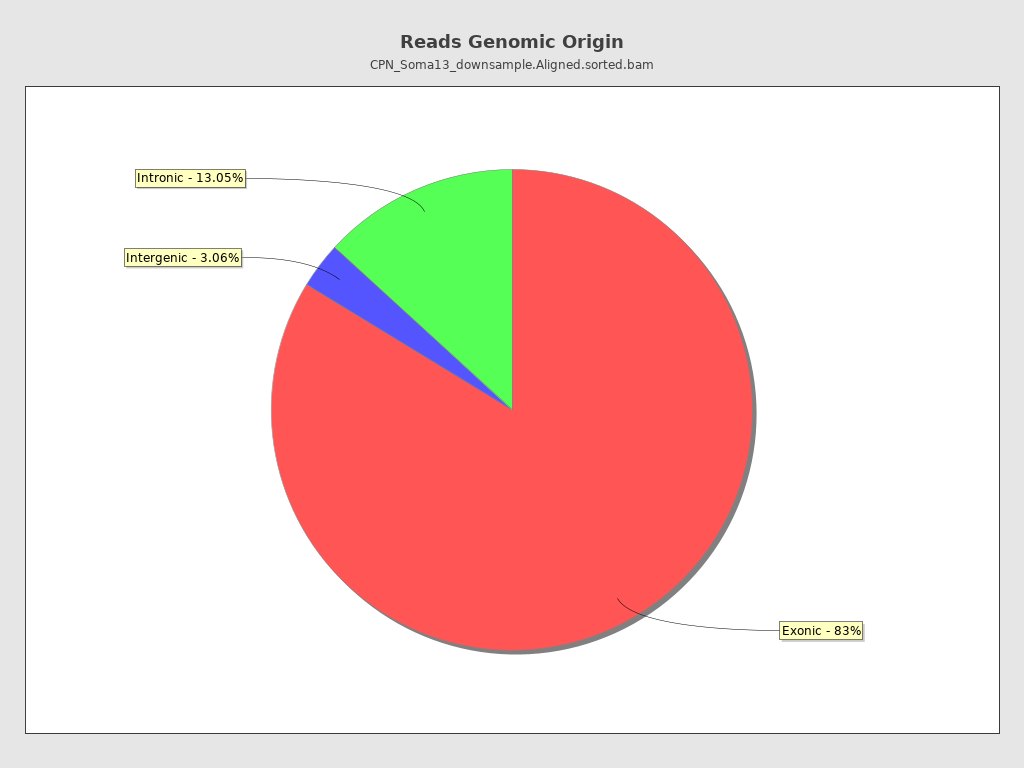 Reads Genomic Origin
CPN_Soma13_downsample.Aligned.sorted.bam
Intronic - 13.05%
Intergenic - 3.06%
Exonic - 83%